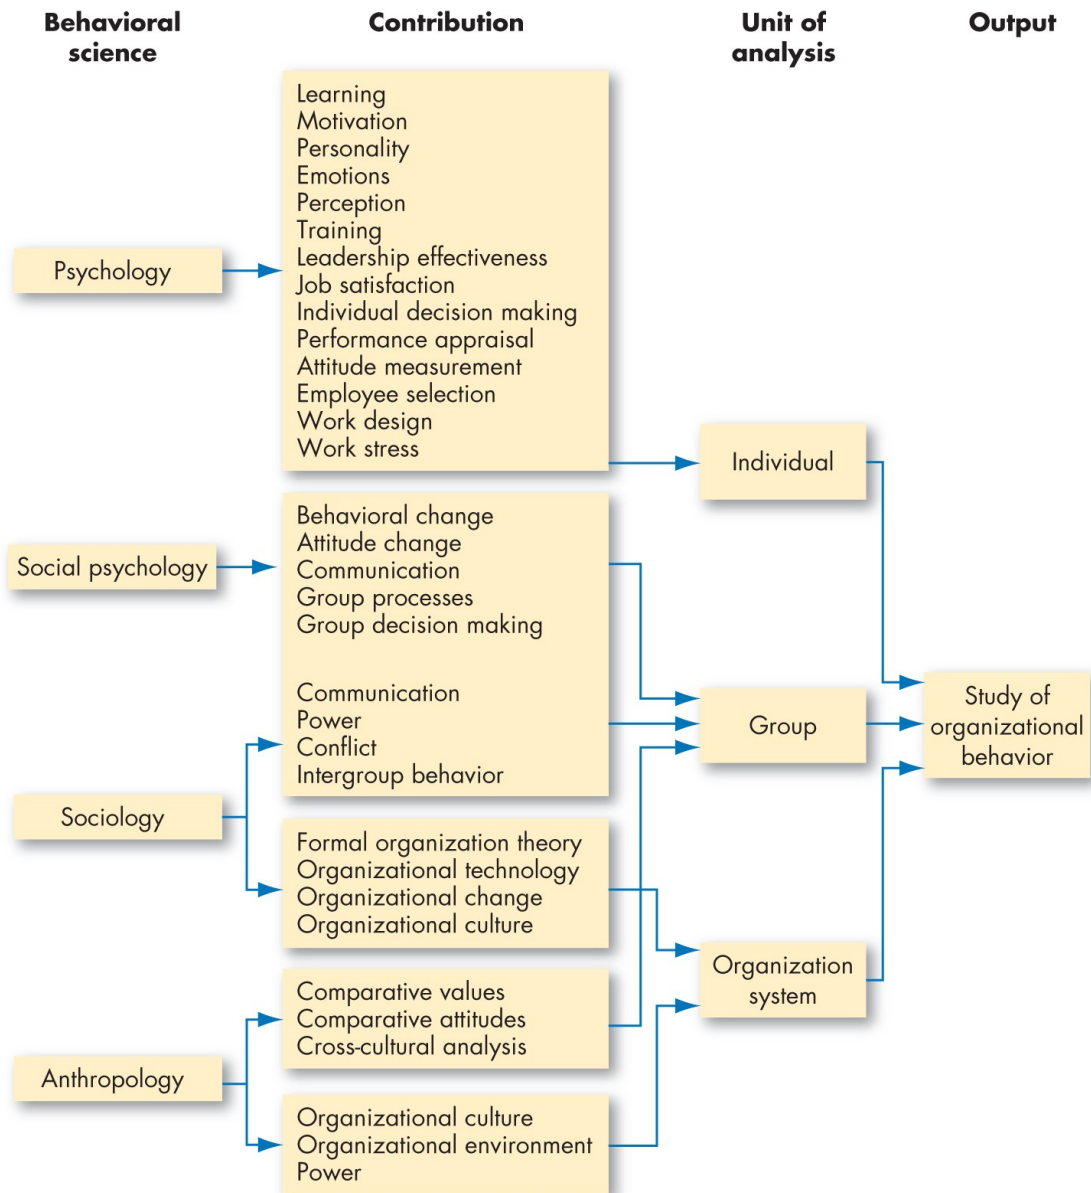 Behavioral
science
Contribution
Unit of
analysis
Output
Psychology
Learning
Motivation
Personality
Emotions
Perception
Training
Leadership effectiveness
Job satisfaction
Individual decision making
Performance appraisal
Attitude measurement
Employee selection
Work design
Work stress
Individual
Social psychology
Behavioral change
Attitude change
Communication
Group processes
Group decision making
Communication
Power
Conflict
Intergroup behavior
Group
Study of
organizational
behavior
Sociology
Formal organization theory
Organizational technology
Organizational change
Organizational culture
Organization
system
Anthropology
Comparative values
Comparative attitudes
Cross-cultural analysis
Organizational culture
Organizational environment
Power